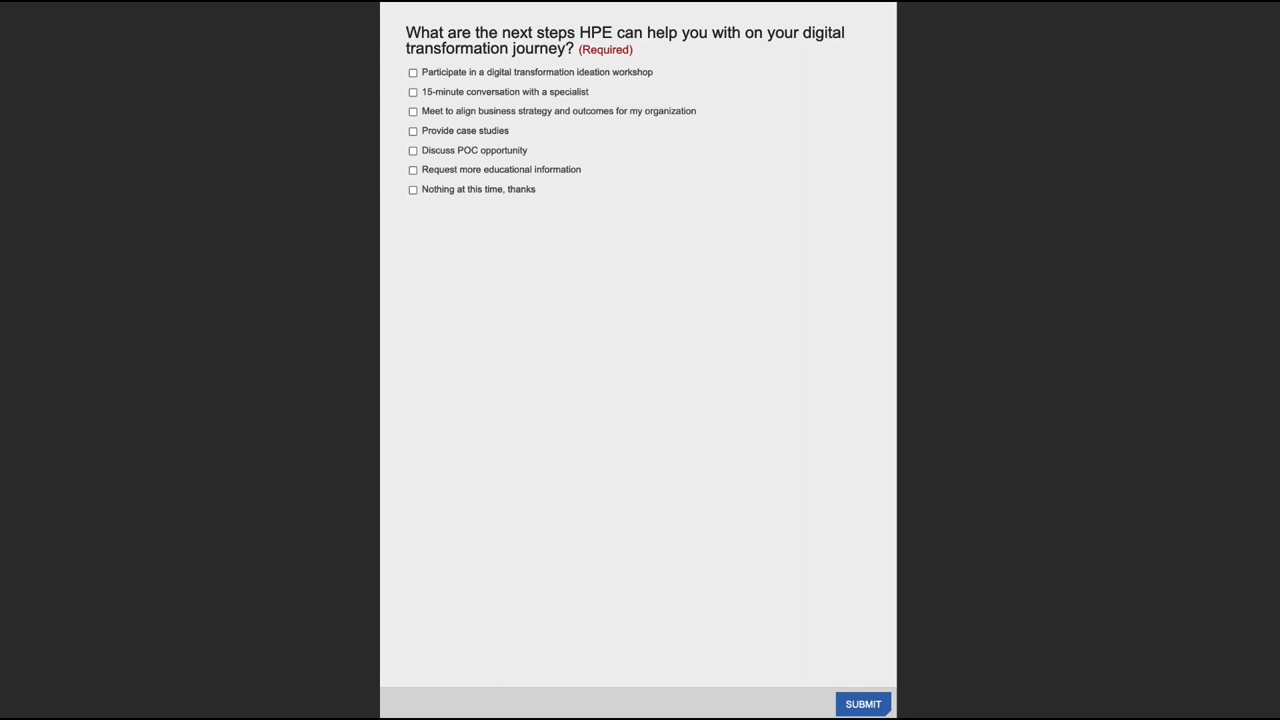 What are the next steps HPE can help you with on your digital
transformation journey? (Required)
Participate in a digital transformation ideation workshop
15-minute conversation with a specialist
Meet to align business strategy and outcomes for my organization
Provide case studies
Discuss POC opportunity
Request more educational information
Nothing at this time, thanks
SUBMIT